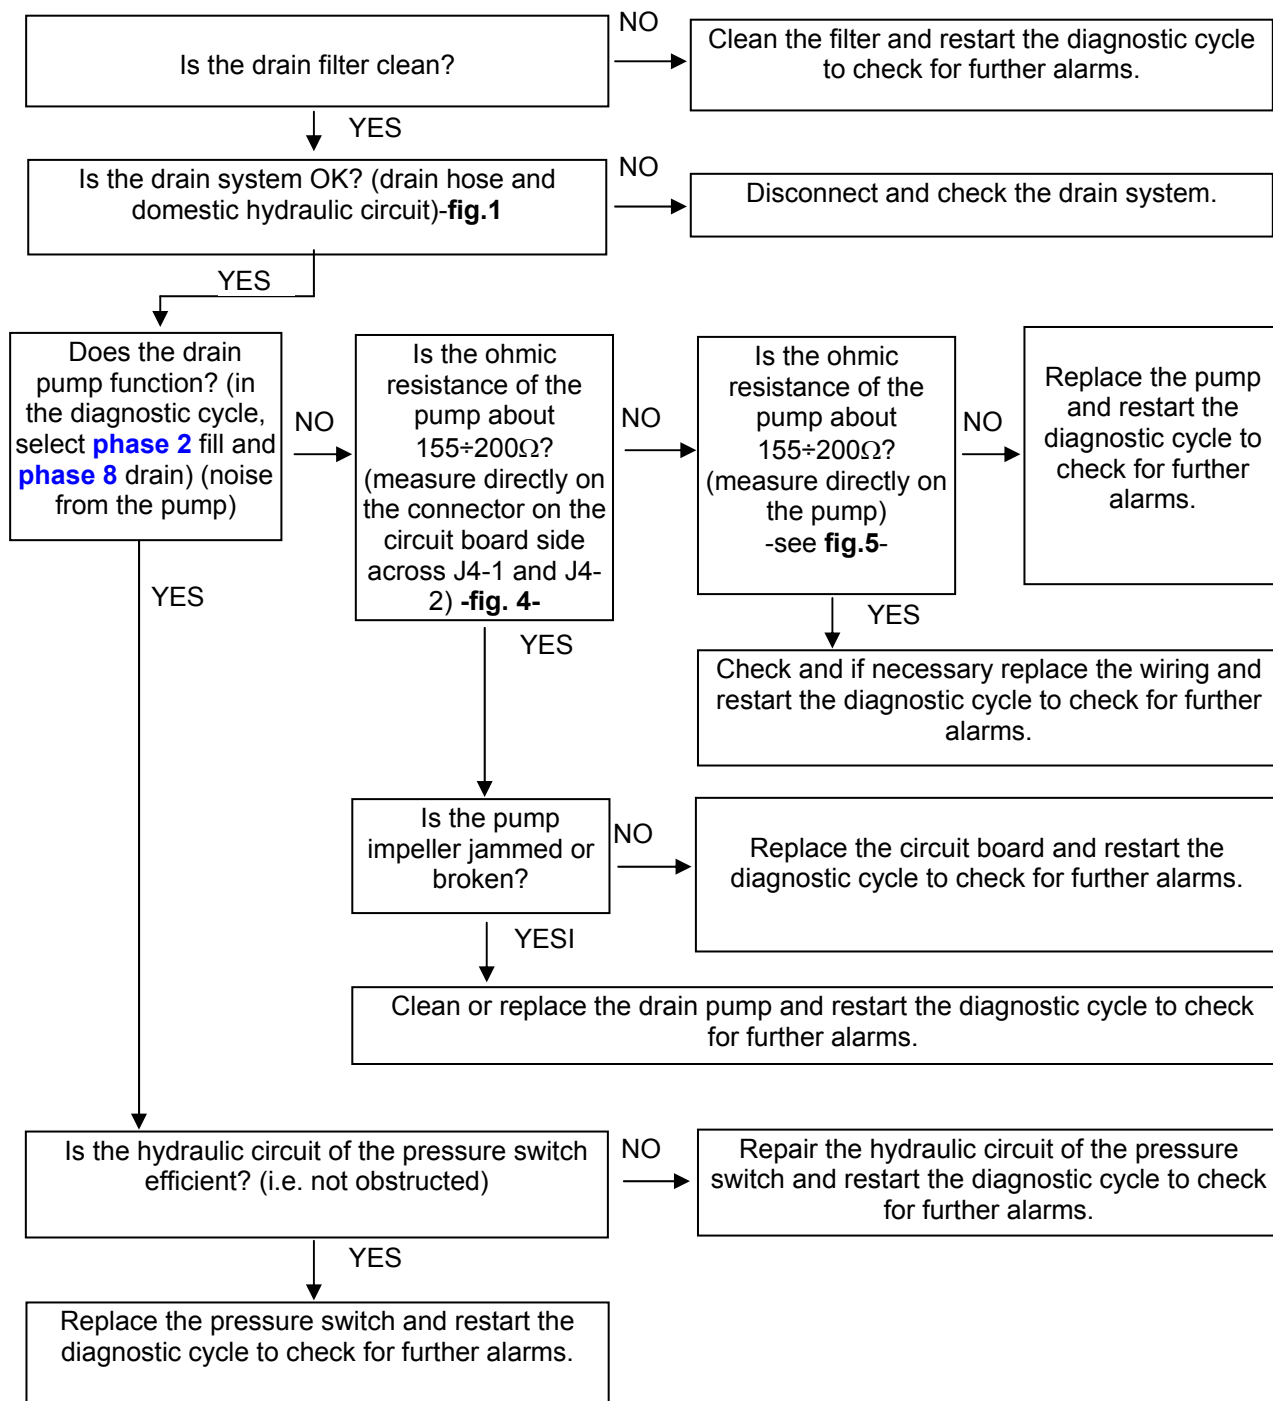 Is the drain filter clean?
NO
Clean the filter and restart the diagnostic cycle
to check for further alarms.
YES
Is the drain system OK? (drain hose and
domestic hydraulic circuit)-fig.1
NO
Disconnect and check the drain system.
YES
Does the drain
pump function? (in
the diagnostic cycle,
select phase 2 fill and
phase 8 drain) (noise
from the pump)
NO
Is the ohmic
resistance of the
pump about
155÷200Ω?
(measure directly on
the connector on the
circuit board side
across J4-1 and J4-
2) -fig. 4-
NO
Is the ohmic
resistance of the
pump about
155÷200Ω?
(measure directly on
the pump)
-see fig.5-
NO
Replace the pump
and restart the
diagnostic cycle to
check for further
alarms.
YES
YES
YES
Check and if necessary replace the wiring and
restart the diagnostic cycle to check for further
alarms.
Is the pump
impeller jammed or
broken?
NO
Replace the circuit board and restart the
diagnostic cycle to check for further alarms.
YESI
Clean or replace the drain pump and restart the diagnostic cycle to check
for further alarms.
Is the hydraulic circuit of the pressure switch
efficient? (i.e. not obstructed)
NO
Repair the hydraulic circuit of the pressure
switch and restart the diagnostic cycle to check
for further alarms.
YES
Replace the pressure switch and restart the
diagnostic cycle to check for further alarms.